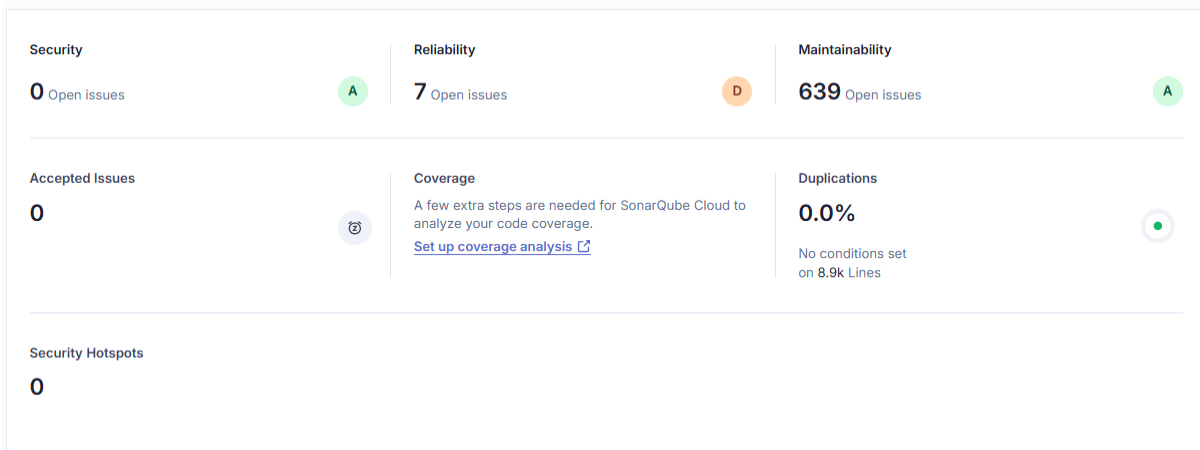 Security
0 Open issues
A
Reliability
7 Open issues
D
Maintainability
639 Open issues
A
Accepted Issues
0
Coverage
A few extra steps are needed for SonarQube Cloud to
analyze your code coverage.
Set up coverage analysis
Duplications
0.0%
No conditions set
on 8.9k Lines
Security Hotspots
0